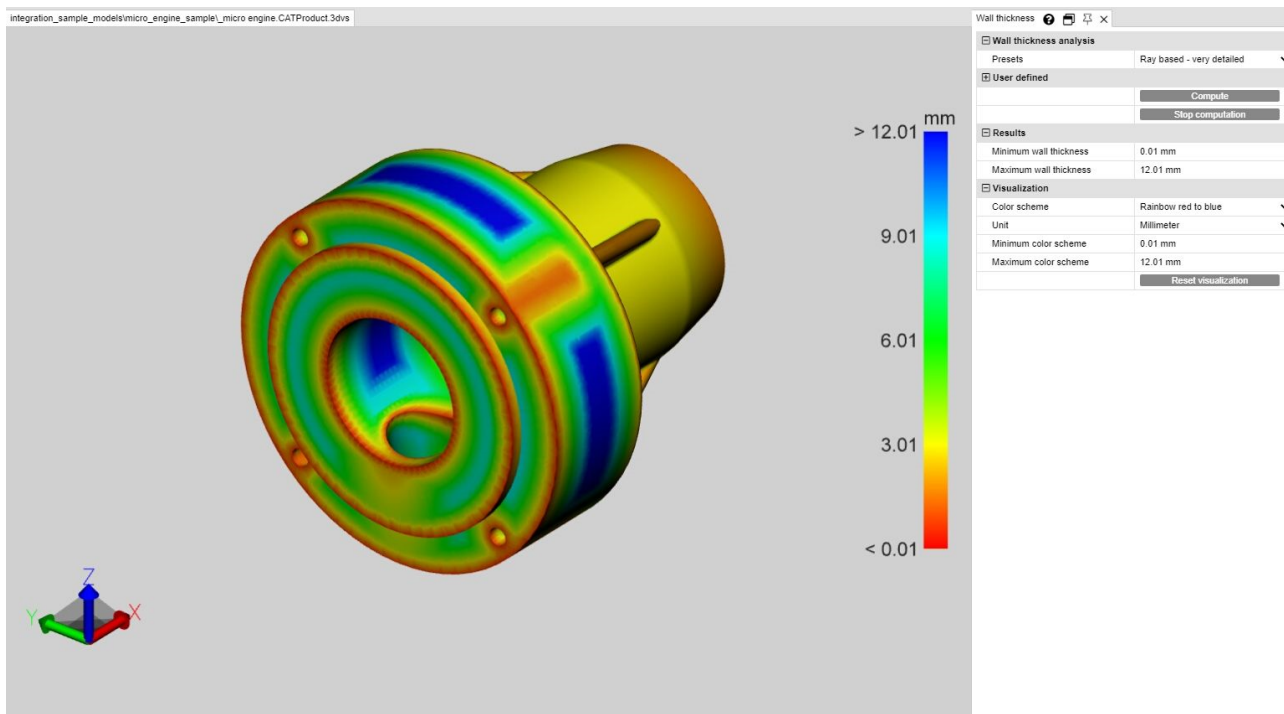 integration_sample_models\micro_engine_sample\_micro engine.CATProduct.3dvs
mm
> 12.01
9.01
6.01
3.01
< 0.01
Z
Y
X
Wall thickness
Wall thickness analysis
Presets Ray based - very detailed
User defined
Compute
Stop computation
Results
Minimum wall thickness 0.01 mm
Maximum wall thickness 12.01 mm
Visualization
Color scheme Rainbow red to blue
Unit Millimeter
Minimum color scheme 0.01 mm
Maximum color scheme 12.01 mm
Reset visualization